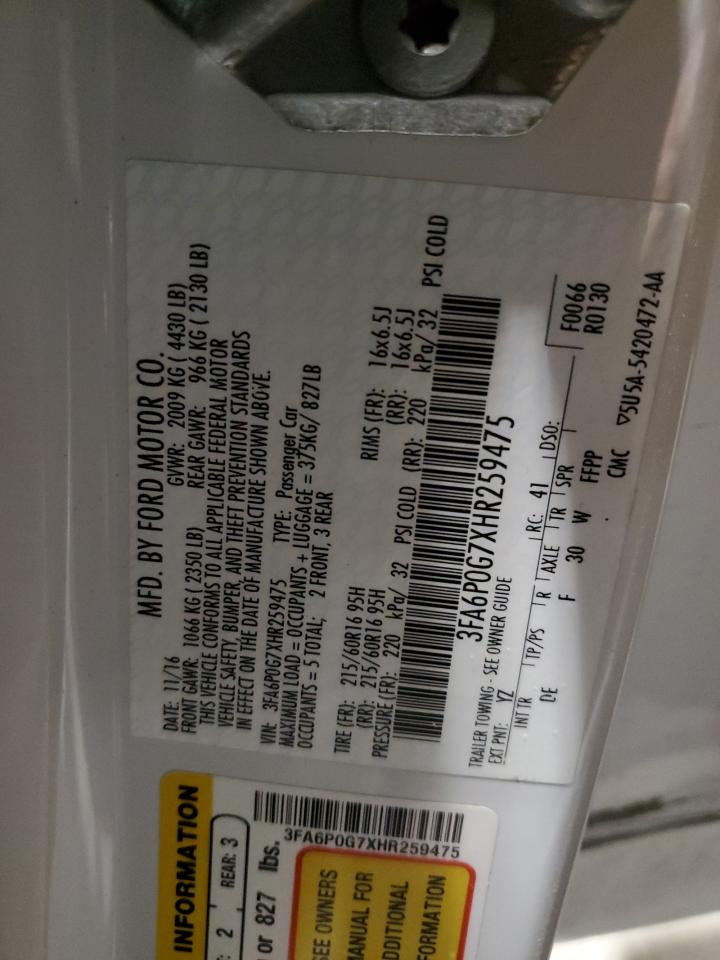 MFD. BY FORD MOTOR CO.
DATE: 11/16 GVWR: 2009 KG ( 4430 LB)
FRONT GAWR: 1066 KG ( 2350 LB) REAR GAWR: 966 KG ( 2130 LB)
THIS VEHICLE CONFORMS TO ALL APPLICABLE FEDERAL MOTOR
VEHICLE SAFETY, BUMPER, AND THEFT PREVENTION STANDARDS
IN EFFECT ON THE DATE OF MANUFACTURE SHOWN ABOVE.
VIN: 3FA6P0G7XHR259475 TYPE: Passenger Car
MAXIMUM LOAD = OCCUPANTS + LUGGAGE = 375KG/ 827LB
OCCUPANTS = 5 TOTAL; 2 FRONT, 3 REAR
TIRE (FR): 215/60R16 95H RIMS (FR): 16x6.5J
(RR): 215/60R16 95H (RR): 16x6.5J
PRESSURE (FR): 220 kPa/ 32 PSI COLD (RR): 220 kPa/ 32 PSI COLD
3FA6P0G7XHR259475
TRAILER TOWING - SEE OWNER GUIDE
EXT PNT: YZ RC: 41 DSO:
INT TR TP/PS R AXLE TR SPR
DE F 30 W FFPP
F0066
R0130
CMC ▽5U5A-5420472-AA
INFORMATION
: 2 REAR: 3
or 827 lbs.
3FA6P0G7XHR259475
SEE OWNERS
MANUAL FOR
ADDITIONAL
FORMATION